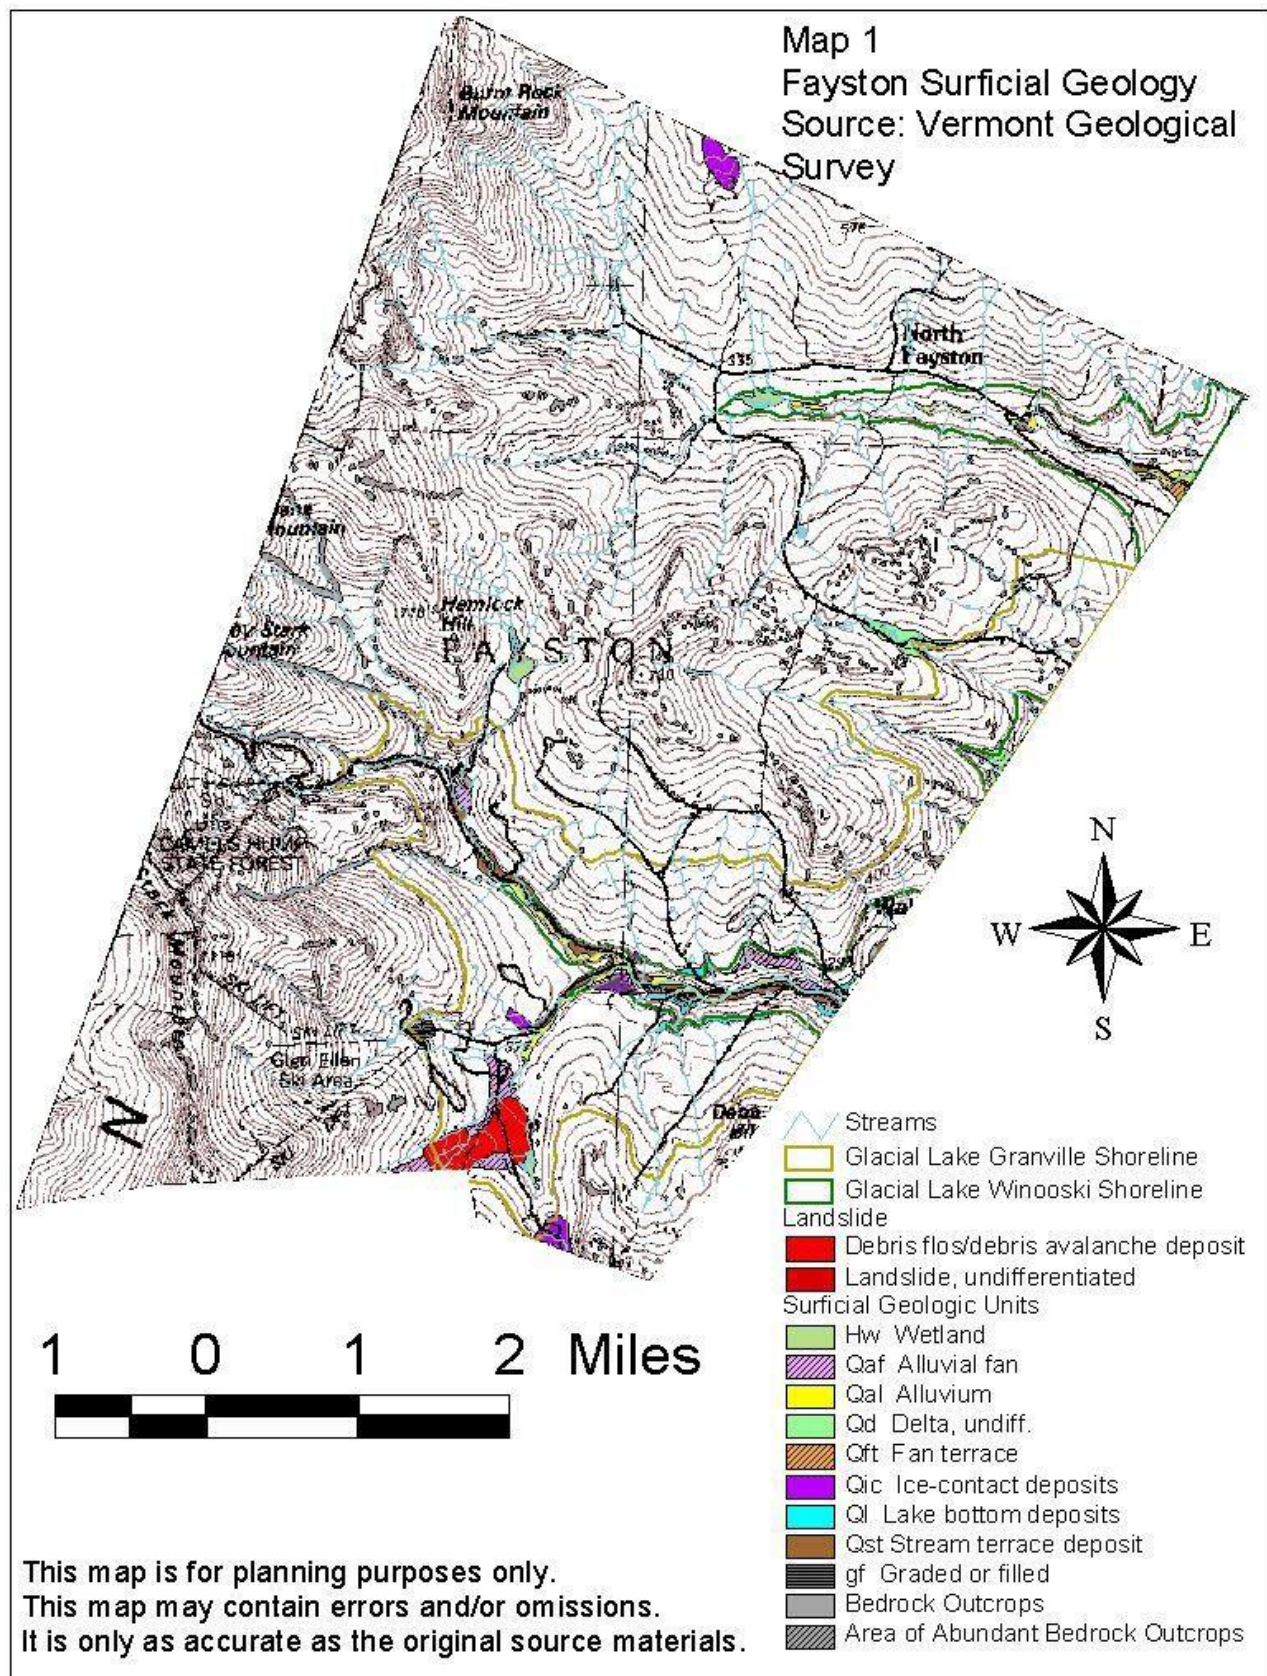 Map 1
Fayston Surficial Geology
Source: Vermont Geological
Survey
Burnt Rock
Mountain
576
North
Fayston
335
Mountain
Hemlock
Hill
Stark
FAYSTON
CAMELS HUMP
STATE FOREST
Glen Ellen
Ski Area
N
N
W
E
S
Streams
Glacial Lake Granville Shoreline
Glacial Lake Winooski Shoreline
Landslide
Debris flos/debris avalanche deposit
Landslide, undifferentiated
Surficial Geologic Units
Hw Wetland
Qaf Alluvial fan
Qal Alluvium
Qd Delta, undiff.
Qft Fan terrace
Qic Ice-contact deposits
Ql Lake bottom deposits
Qst Stream terrace deposit
gf Graded or filled
Bedrock Outcrops
Area of Abundant Bedrock Outcrops
1 0 1 2 Miles
This map is for planning purposes only.
This map may contain errors and/or omissions.
It is only as accurate as the original source materials.